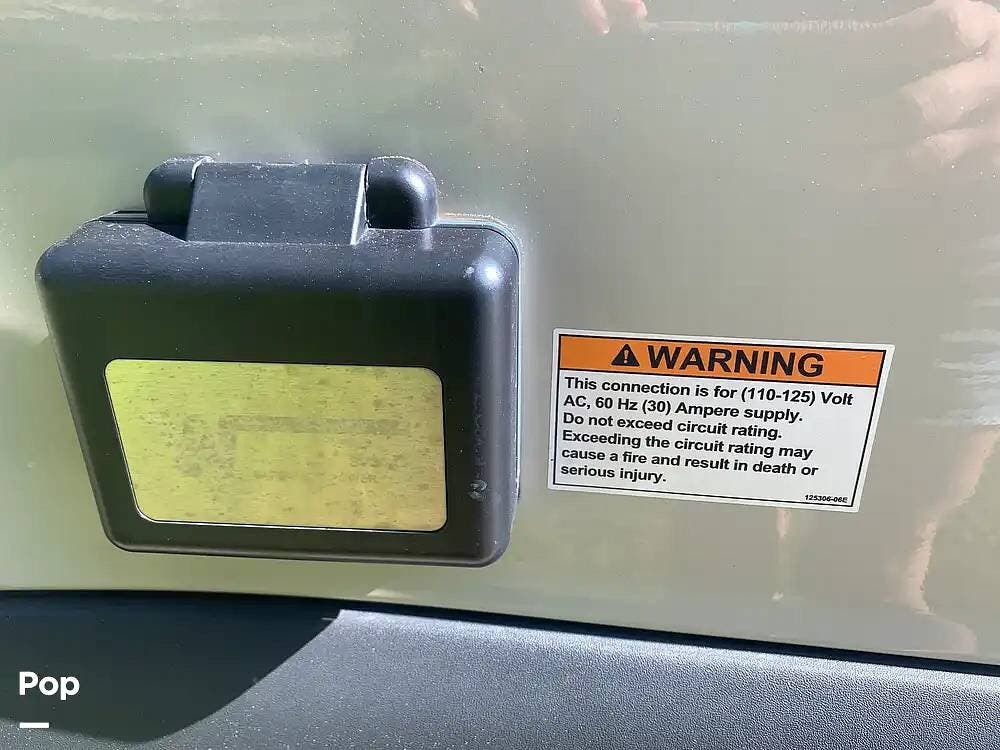 WARNING
This connection is for (110-125) Volt
AC, 60 Hz (30) Ampere supply.
Do not exceed circuit rating.
Exceeding the circuit rating may
cause a fire and result in death or
serious injury.
125306-06E
Pop